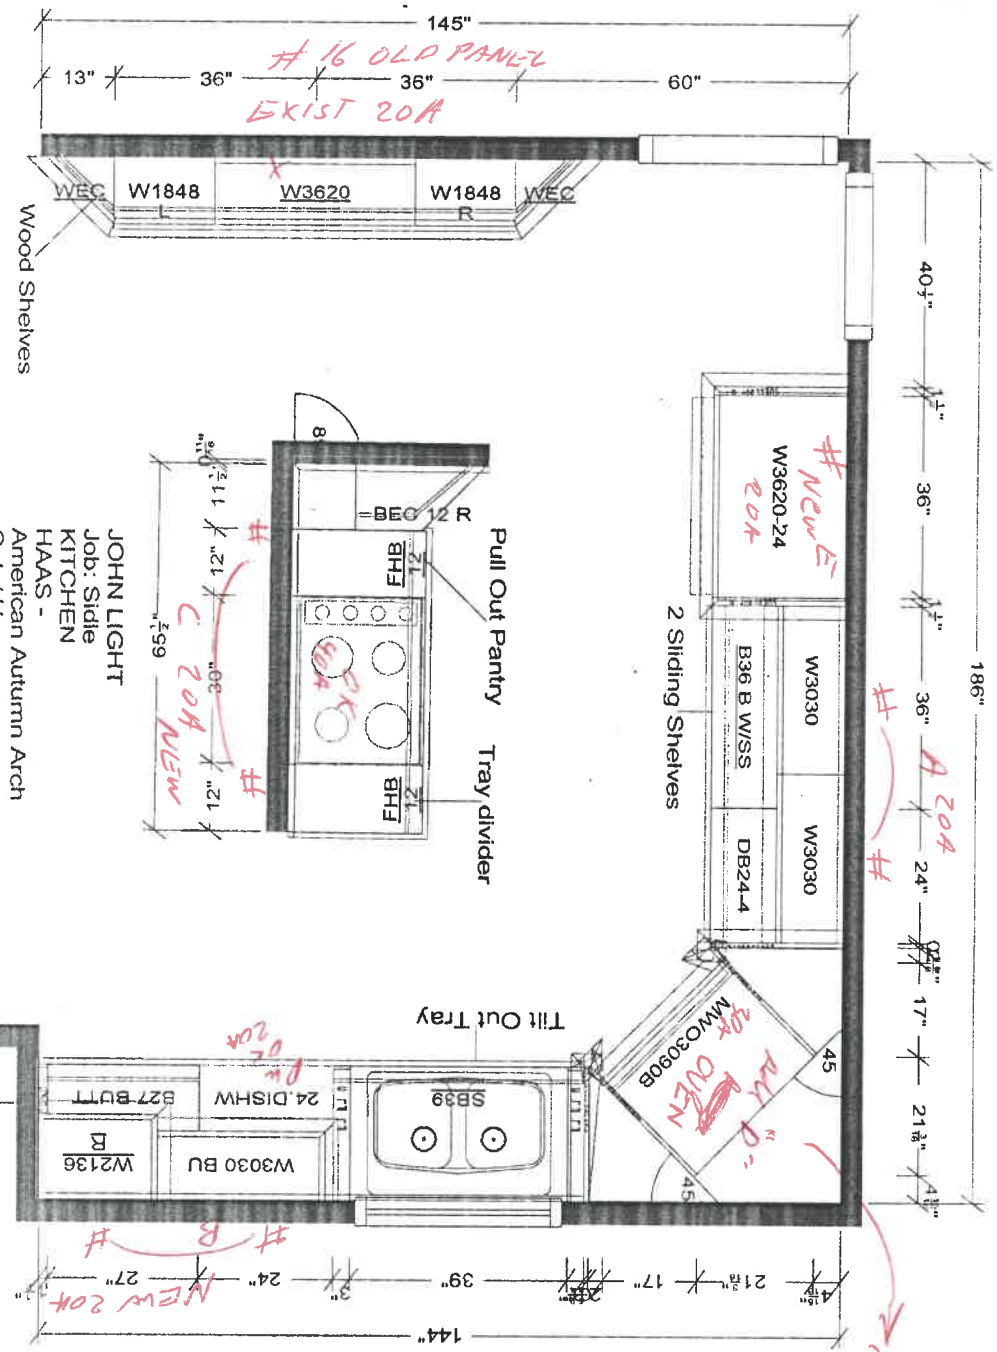 145"
# 16 OLD PANEL
13"
36"
36"
60"
EXIST 20A
WEC
W1848
L
W3620
W1848
R
WEC
X
Wood Shelves
186"
36"
# NEW E
W3620-24
20A
36"
A 20A
#
#
24"
17"
W3030
W3030
B36 B W/SS
DB24-4
2 Sliding Shelves
BEC 12 R
Pull Out Pantry
Tray divider
FHB
12
FHB
12
OK
40A
#
#
C 20A
NEW
11 1/2"
12"
30"
12"
65 1/2"
JOHN LIGHT
Job: Sidie
KITCHEN
HAAS -
American Autumn Arch
MWO3090B
OVEN
45
45
Tilt Out Tray
SB39
24.DISHW
DW
20A
B27 BUTT
W3030 BU
W2136
R
#
B
#
NEW 20A
27"
24"
3"
39"
17"
144"